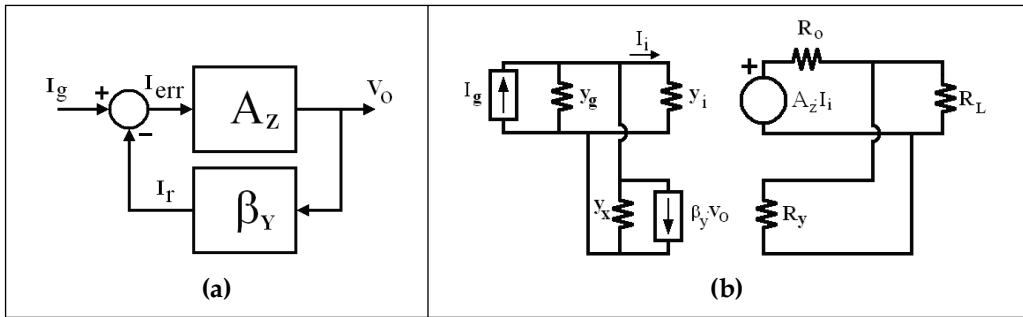 I_g
+
I_err
A_Z
V_O
−
I_r
β_Y
(a)
I_i
R_o
I_g
y_g
y_i
+
A_Z I_i
R_L
y_x
β_y V_O
R_y
(b)